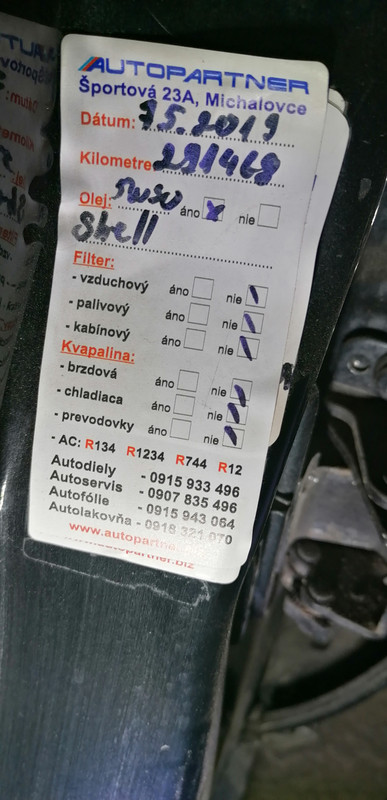 AUTOPARTNER
Športová 23A, Michalovce
Dátum: 7.5.2019
Kilometre 291468
Olej: 5W30 áno x nie
Shell
Filter:
- vzduchový áno nie
- palivový áno nie
- kabínový áno nie
Kvapalina:
- brzdová áno nie
- chladiaca áno nie
- prevodovky áno nie
- AC: R134 R1234 R744 R12
Autodiely - 0915 933 496
Autoservis - 0907 835 496
Autofólie - 0915 943 064
Autolakovňa - 0918 321 070
www.autopartne
www.autopartner.biz